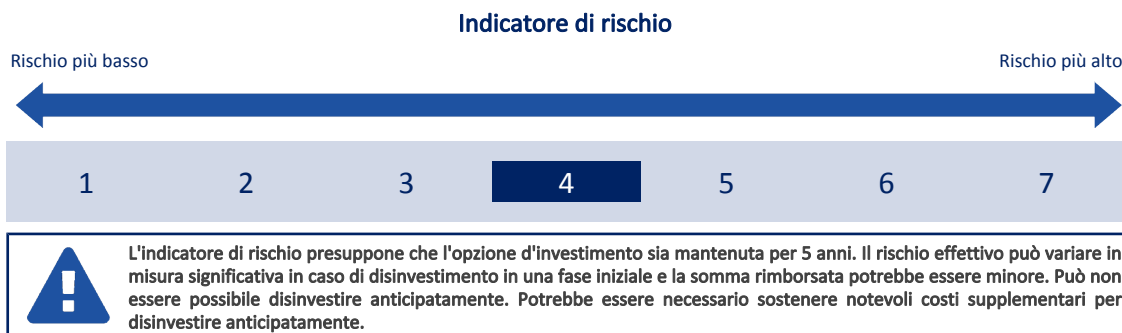 Indicatore di rischio
Rischio più basso
Rischio più alto
1 2 3 4 5 6 7
L'indicatore di rischio presuppone che l'opzione d'investimento sia mantenuta per 5 anni. Il rischio effettivo può variare in
misura significativa in caso di disinvestimento in una fase iniziale e la somma rimborsata potrebbe essere minore. Può non
essere possibile disinvestire anticipatamente. Potrebbe essere necessario sostenere notevoli costi supplementari per
disinvestire anticipatamente.